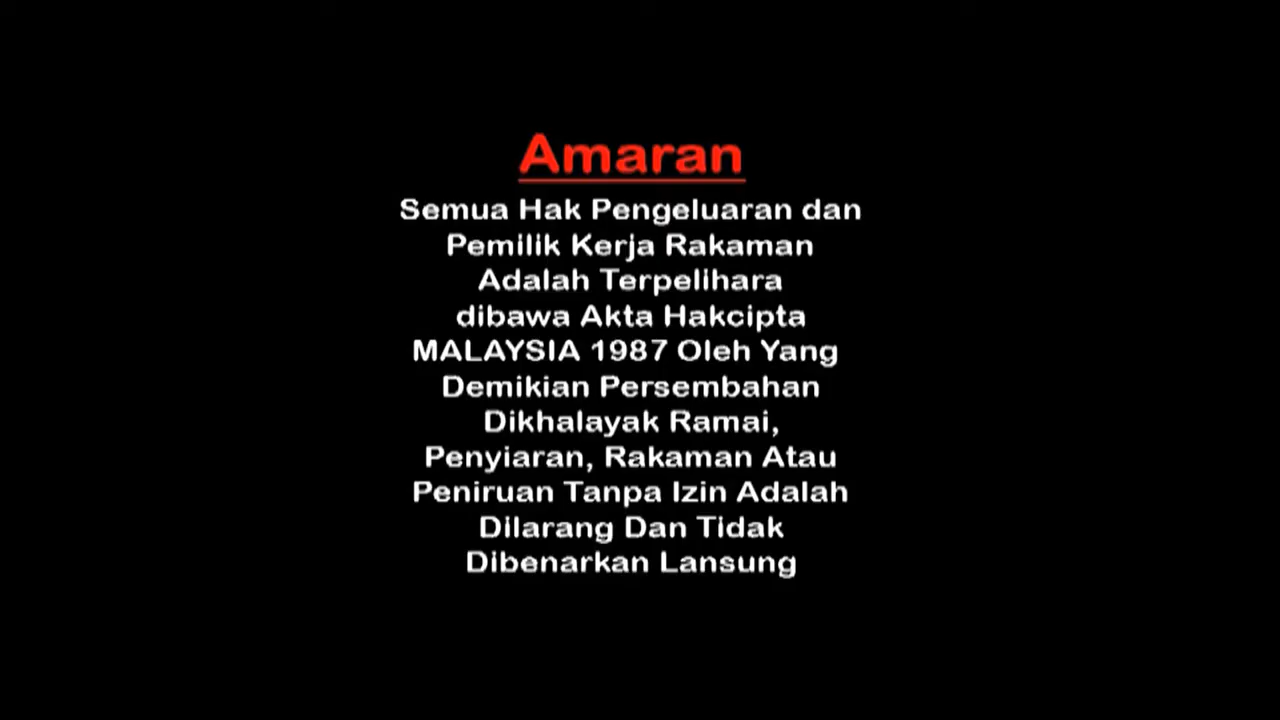 Amaran
Semua Hak Pengeluaran dan
Pemilik Kerja Rakaman
Adalah Terpelihara
dibawa Akta Hakcipta
MALAYSIA 1987 Oleh Yang
Demikian Persembahan
Dikhalayak Ramai,
Penyiaran, Rakaman Atau
Peniruan Tanpa Izin Adalah
Dilarang Dan Tidak
Dibenarkan Lansung